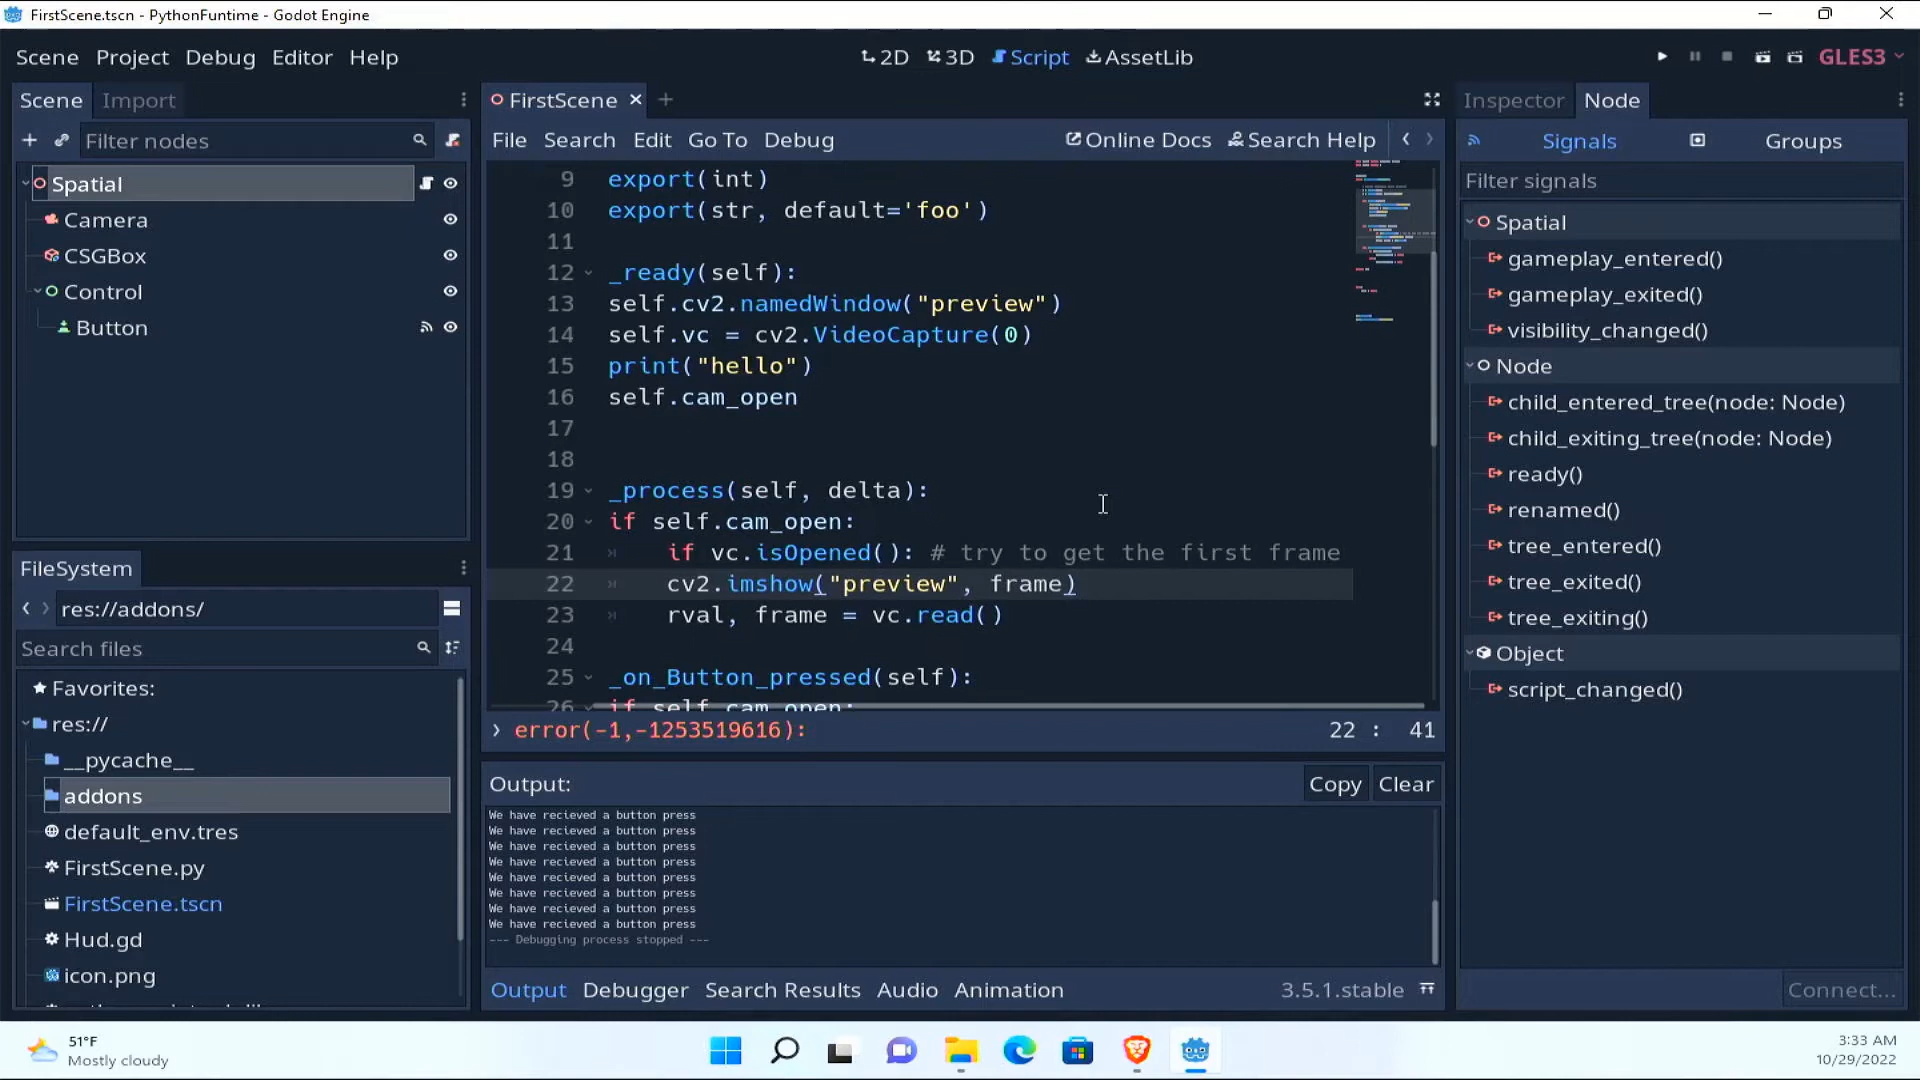 FirstScene.tscn - PythonFuntime - Godot Engine
Scene Project Debug Editor Help
2D 3D Script AssetLib
GLES3
Scene Import
Filter nodes
Spatial
Camera
CSGBox
Control
Button
FileSystem
res://addons/
Search files
Favorites:
res://
__pycache__
addons
default_env.tres
FirstScene.py
FirstScene.tscn
Hud.gd
icon.png
FirstScene
File Search Edit Go To Debug
Online Docs Search Help
9 export(int)
10 export(str, default='foo')
11
12 _ready(self):
13 self.cv2.namedWindow("preview")
14 self.vc = cv2.VideoCapture(0)
15 print("hello")
16 self.cam_open
17
18
19 _process(self, delta):
20 if self.cam_open:
21 if vc.isOpened(): # try to get the first frame
22 cv2.imshow("preview", frame)
23 rval, frame = vc.read()
24
25 _on_Button_pressed(self):
26 if self.cam_open:
error(-1,-1253519616):
22 : 41
Output:
Copy Clear
We have recieved a button press
We have recieved a button press
We have recieved a button press
We have recieved a button press
We have recieved a button press
We have recieved a button press
We have recieved a button press
We have recieved a button press
--- Debugging process stopped ---
Output Debugger Search Results Audio Animation
3.5.1.stable
Inspector Node
Signals Groups
Filter signals
Spatial
gameplay_entered()
gameplay_exited()
visibility_changed()
Node
child_entered_tree(node: Node)
child_exiting_tree(node: Node)
ready()
renamed()
tree_entered()
tree_exited()
tree_exiting()
Object
script_changed()
Connect...
51°F
Mostly cloudy
3:33 AM
10/29/2022